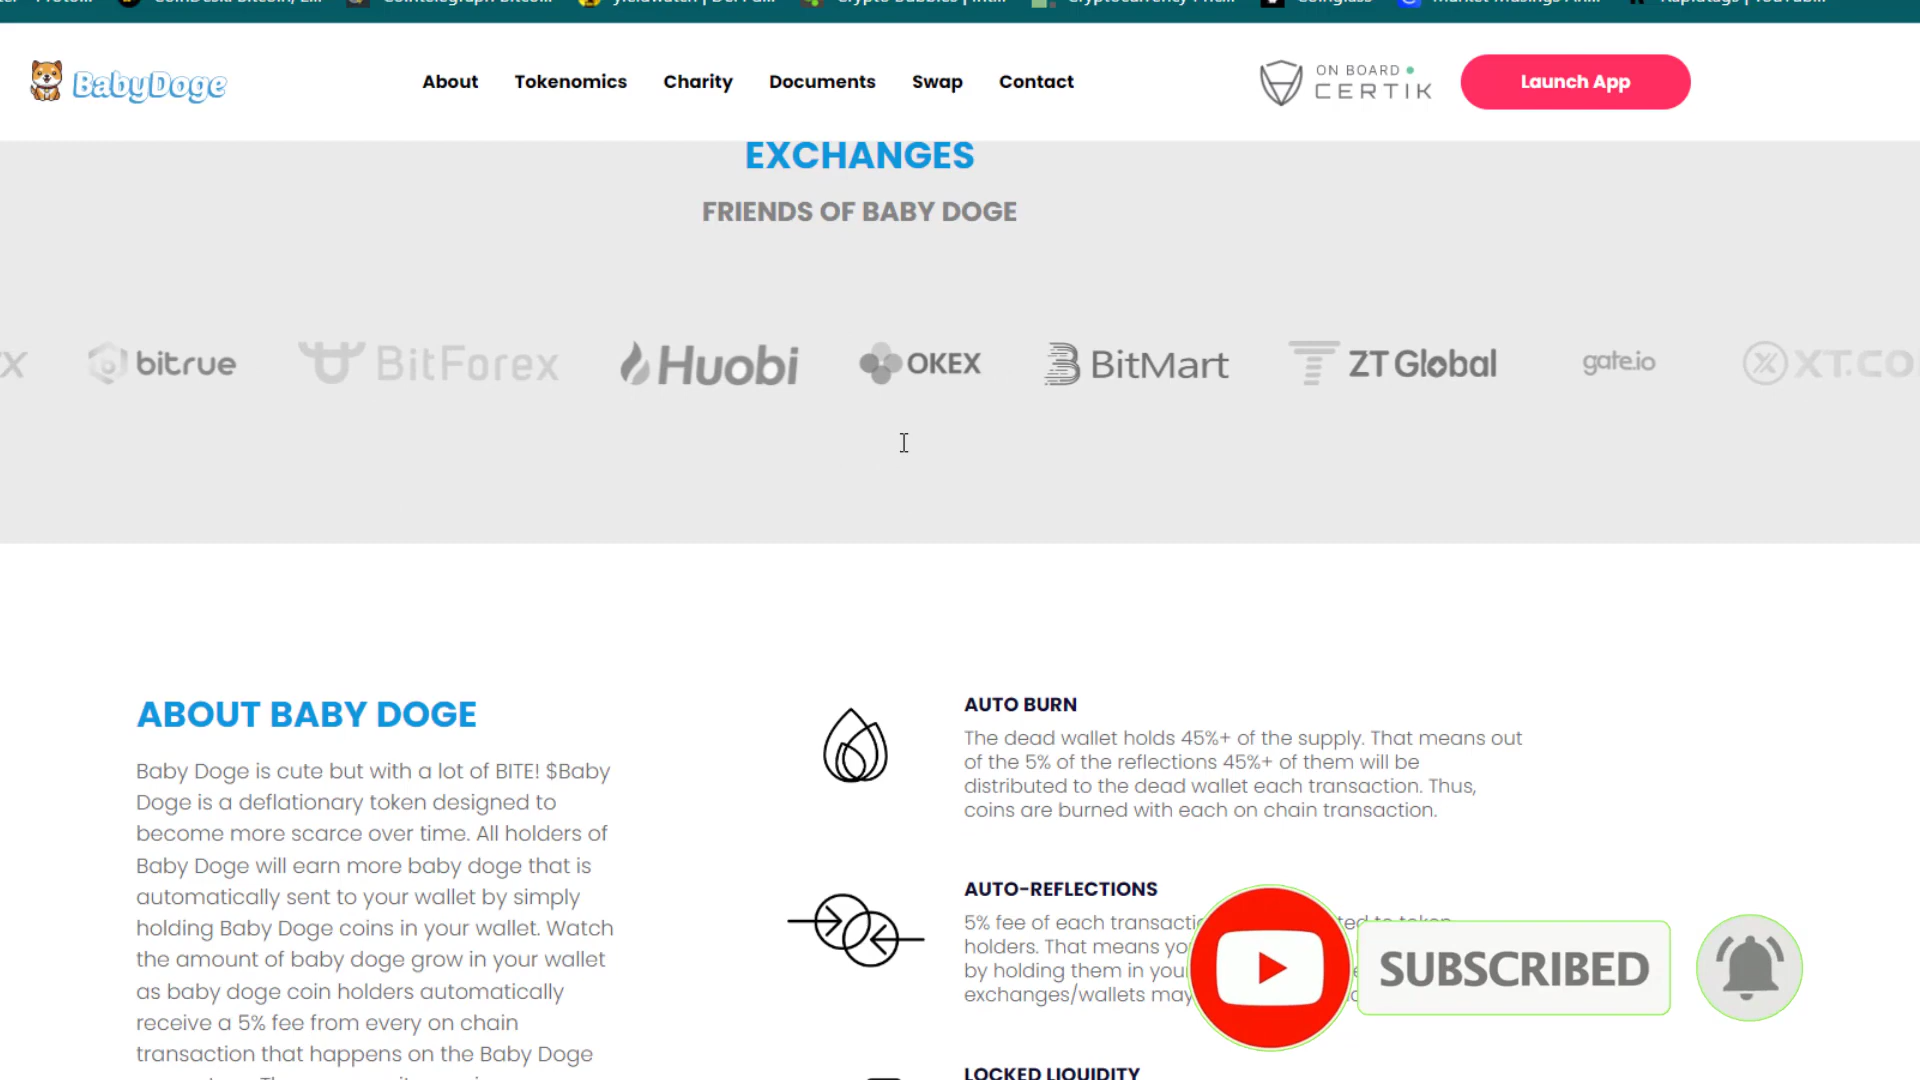 BabyDoge
About
Tokenomics
Charity
Documents
Swap
Contact
ON BOARD
CERTIK
Launch App
EXCHANGES
FRIENDS OF BABY DOGE
bitrue
BitForex
Huobi
OKEX
BitMart
ZT Global
gate.io
XT.CO
ABOUT BABY DOGE
Baby Doge is cute but with a lot of BITE! $Baby
Doge is a deflationary token designed to
become more scarce over time. All holders of
Baby Doge will earn more baby doge that is
automatically sent to your wallet by simply
holding Baby Doge coins in your wallet. Watch
the amount of baby doge grow in your wallet
as baby doge coin holders automatically
receive a 5% fee from every on chain
transaction that happens on the Baby Doge
AUTO BURN
The dead wallet holds 45%+ of the supply. That means out
of the 5% of the reflections 45%+ of them will be
distributed to the dead wallet each transaction. Thus,
coins are burned with each on chain transaction.
AUTO-REFLECTIONS
5% fee of each
holders. That means
by holding them in
exchanges/wallets may
SUBSCRIBED
LOCKED LIQUIDITY